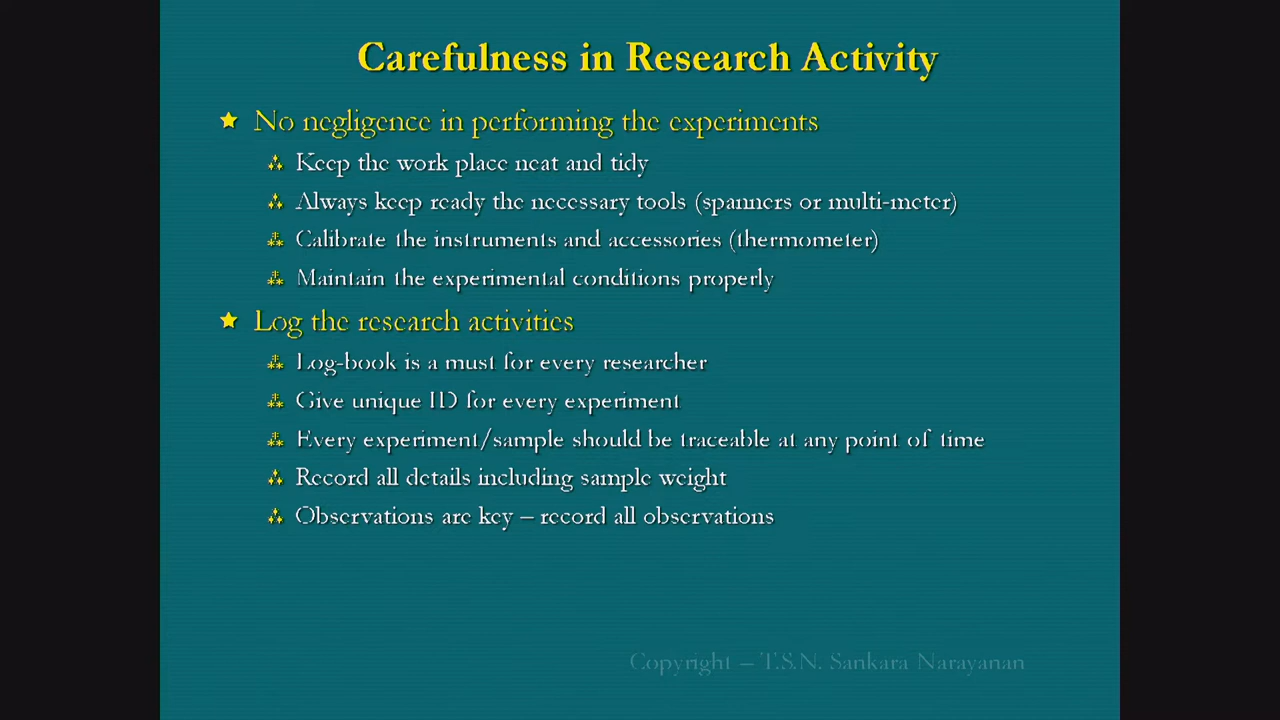 Carefulness in Research Activity
No negligence in performing the experiments
Keep the work place neat and tidy
Always keep ready the necessary tools (spanners or multi-meter)
Calibrate the instruments and accessories (thermometer)
Maintain the experimental conditions properly
Log the research activities
Log-book is a must for every researcher
Give unique ID for every experiment
Every experiment/sample should be traceable at any point of time
Record all details including sample weight
Observations are key – record all observations
Copyright – T.S.N. Sankara Narayanan